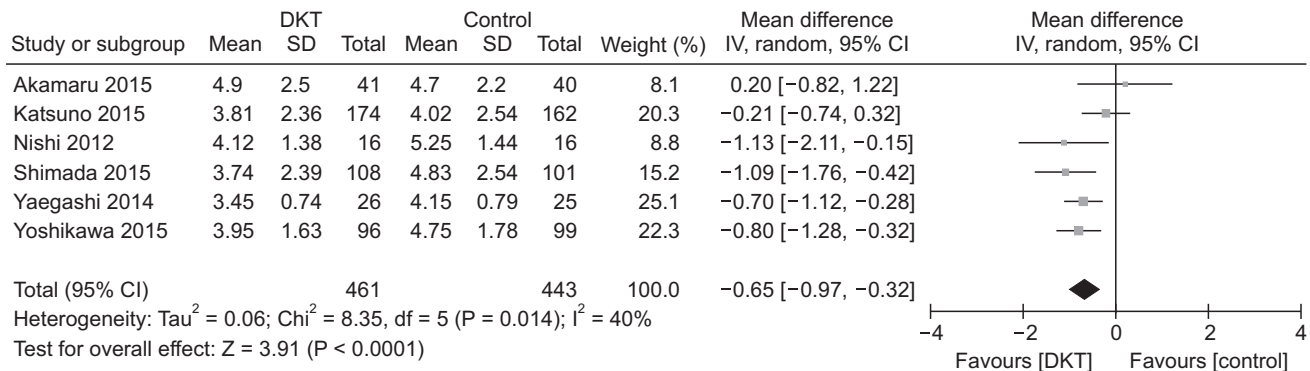 DKT Control Mean difference Mean difference
Study or subgroup Mean SD Total Mean SD Total Weight (%) IV, random, 95% CI IV, random, 95% CI
Akamaru 2015 4.9 2.5 41 4.7 2.2 40 8.1 0.20 [−0.82, 1.22]
Katsuno 2015 3.81 2.36 174 4.02 2.54 162 20.3 −0.21 [−0.74, 0.32]
Nishi 2012 4.12 1.38 16 5.25 1.44 16 8.8 −1.13 [−2.11, −0.15]
Shimada 2015 3.74 2.39 108 4.83 2.54 101 15.2 −1.09 [−1.76, −0.42]
Yaegashi 2014 3.45 0.74 26 4.15 0.79 25 25.1 −0.70 [−1.12, −0.28]
Yoshikawa 2015 3.95 1.63 96 4.75 1.78 99 22.3 −0.80 [−1.28, −0.32]
Total (95% CI) 461 443 100.0 −0.65 [−0.97, −0.32]
Heterogeneity: Tau² = 0.06; Chi² = 8.35, df = 5 (P = 0.014); I² = 40%
−4 −2 0 2 4
Test for overall effect: Z = 3.91 (P < 0.0001)
Favours [DKT] Favours [control]